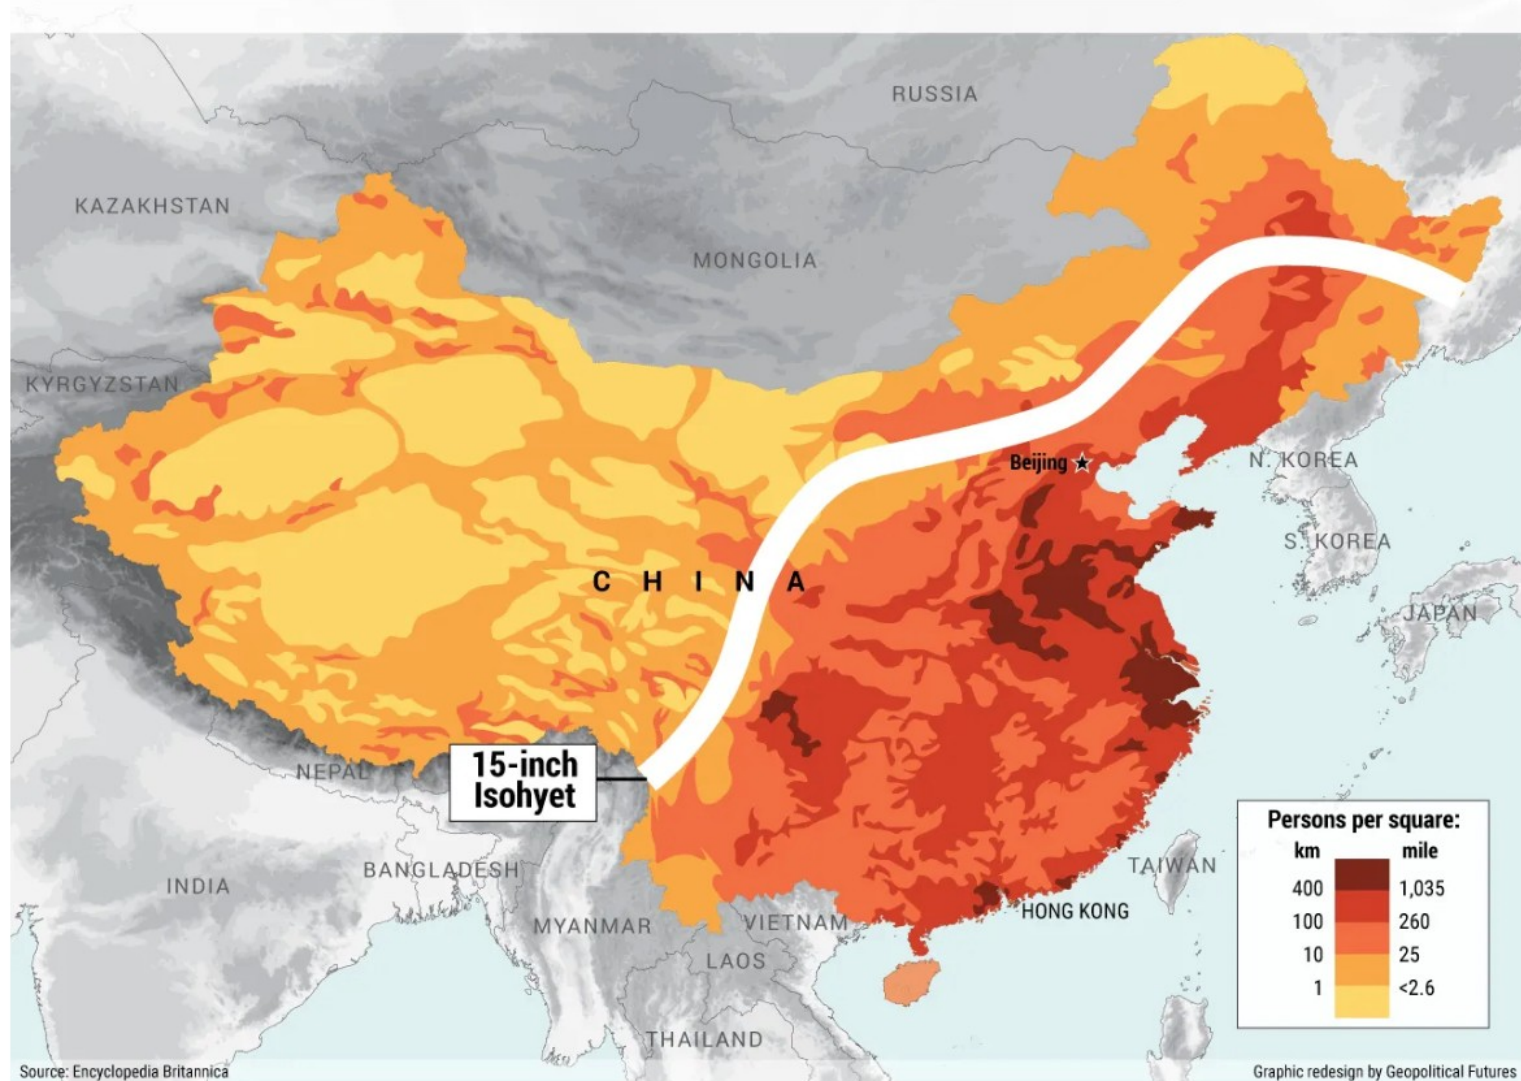 RUSSIA
KAZAKHSTAN
MONGOLIA
KYRGYZSTAN
Beijing
N. KOREA
S. KOREA
C H I N A
JAPAN
15-inch
Isohyet
NEPAL
BANGLADESH
INDIA
MYANMAR
VIETNAM
LAOS
THAILAND
TAIWAN
HONG KONG
Persons per square:
km mile
400 1,035
100 260
10 25
1 <2.6
Source: Encyclopedia Britannica
Graphic redesign by Geopolitical Futures